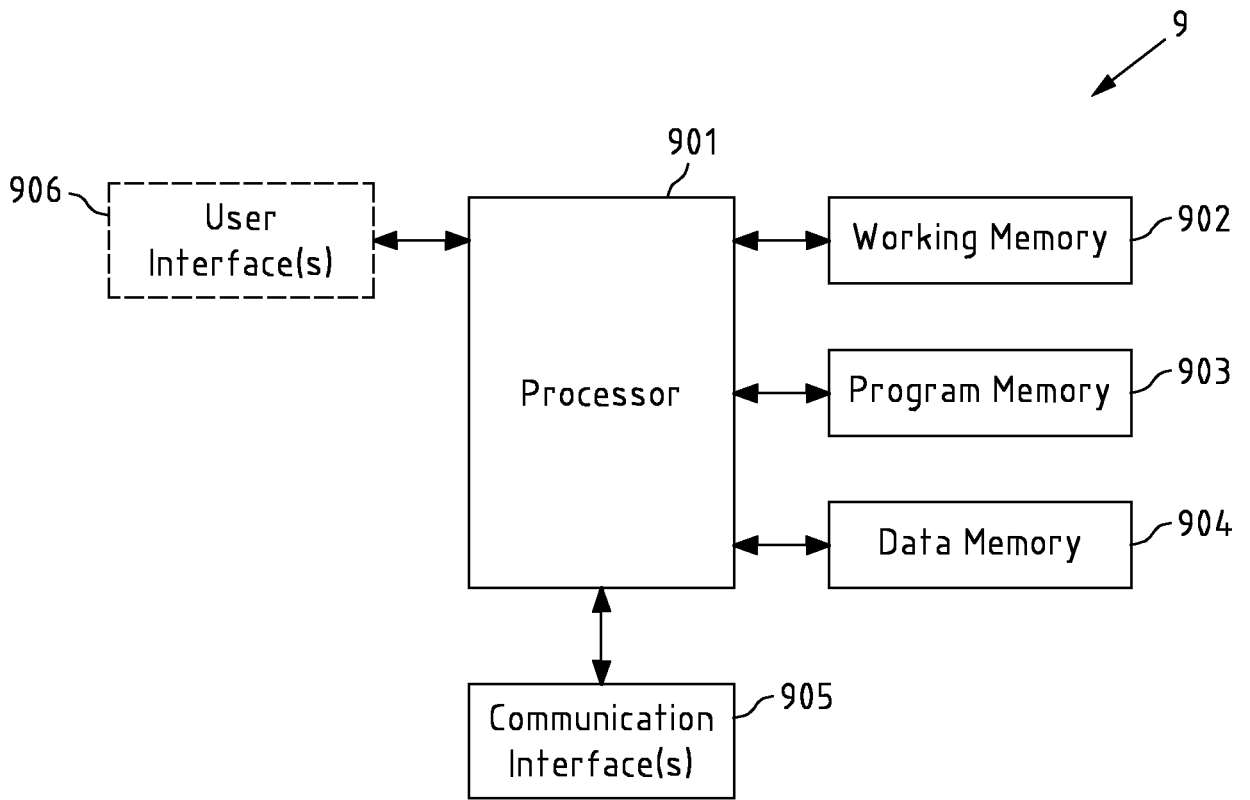 9
901
906
User
Interface(s)
Working Memory
902
Processor
Program Memory
903
Data Memory
904
Communication
Interface(s)
905